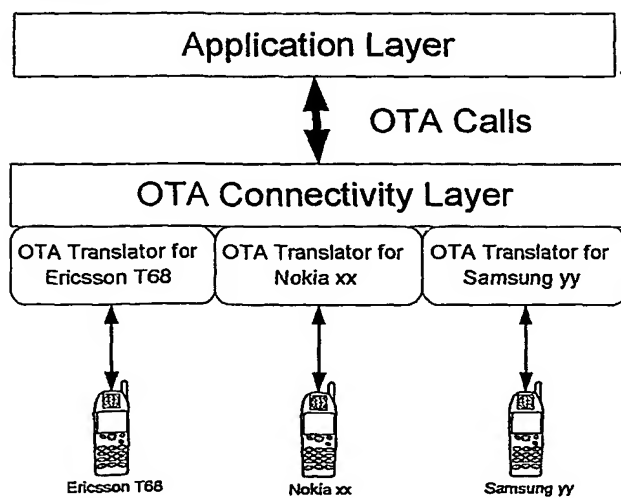 Application Layer
OTA Calls
OTA Connectivity Layer
OTA Translator for
Ericsson T68
OTA Translator for
Nokia xx
OTA Translator for
Samsung yy
Ericsson T68
Nokia xx
Samsung yy